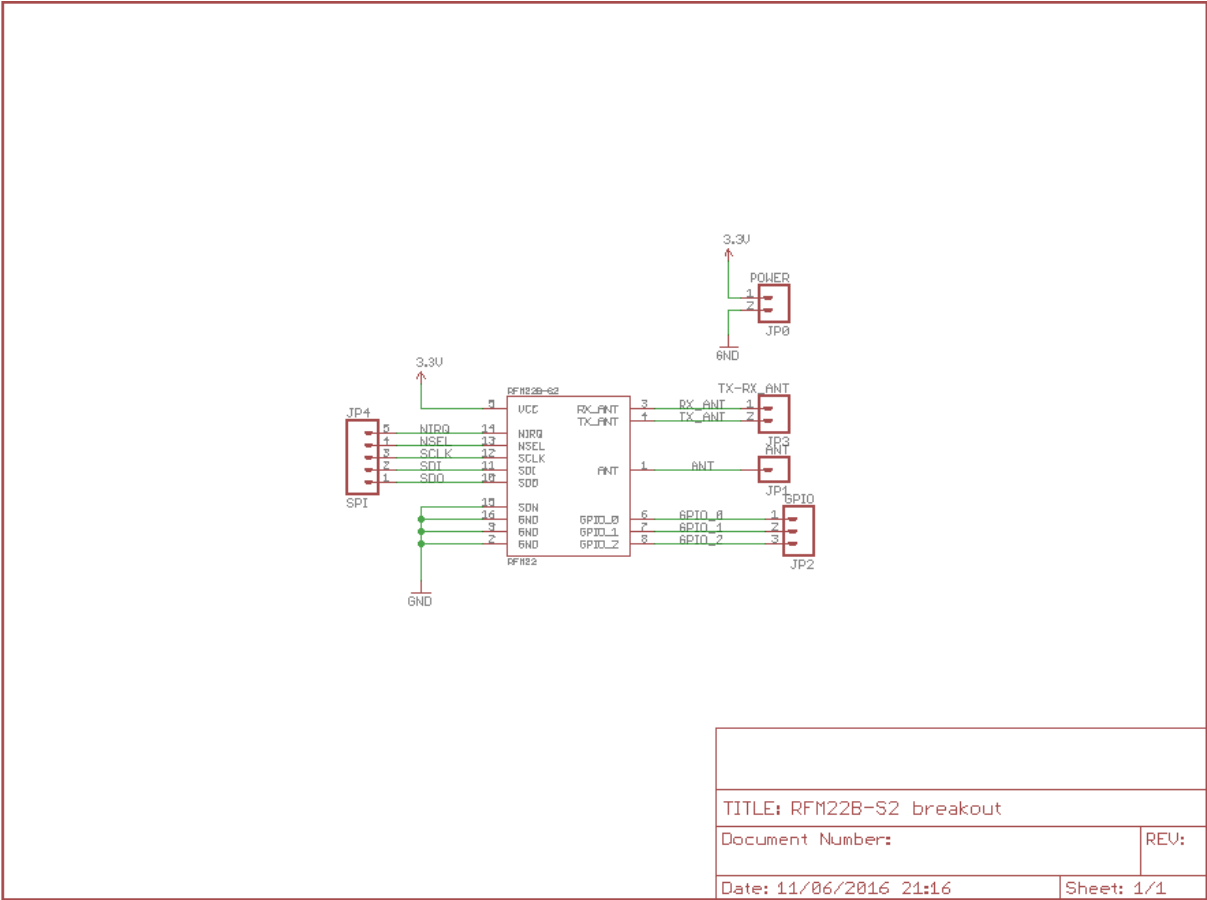 3.3V
POWER
1
2
JP0
GND
3.3V
RFM22B-S2
TX-RX_ANT
5 VCC RX_ANT 3 RX_ANT 1
TX_ANT 4 TX_ANT 2
JP4
JP3
5 NIRQ 14 NIRQ
4 NSEL 13 NSEL
ANT
3 SCLK 12 SCLK
2 SDI 11 SDI ANT 1 ANT
1 SDO 10 SDO
SPI
JP1
GPIO
15 SDN
16 GND GPIO_0 6 GPIO_0 1
9 GND GPIO_1 7 GPIO_1 2
2 GND GPIO_2 8 GPIO_2 3
RFM22
JP2
GND
TITLE: RFM22B-S2 breakout
Document Number:
REV:
Date: 11/06/2016 21:16
Sheet: 1/1